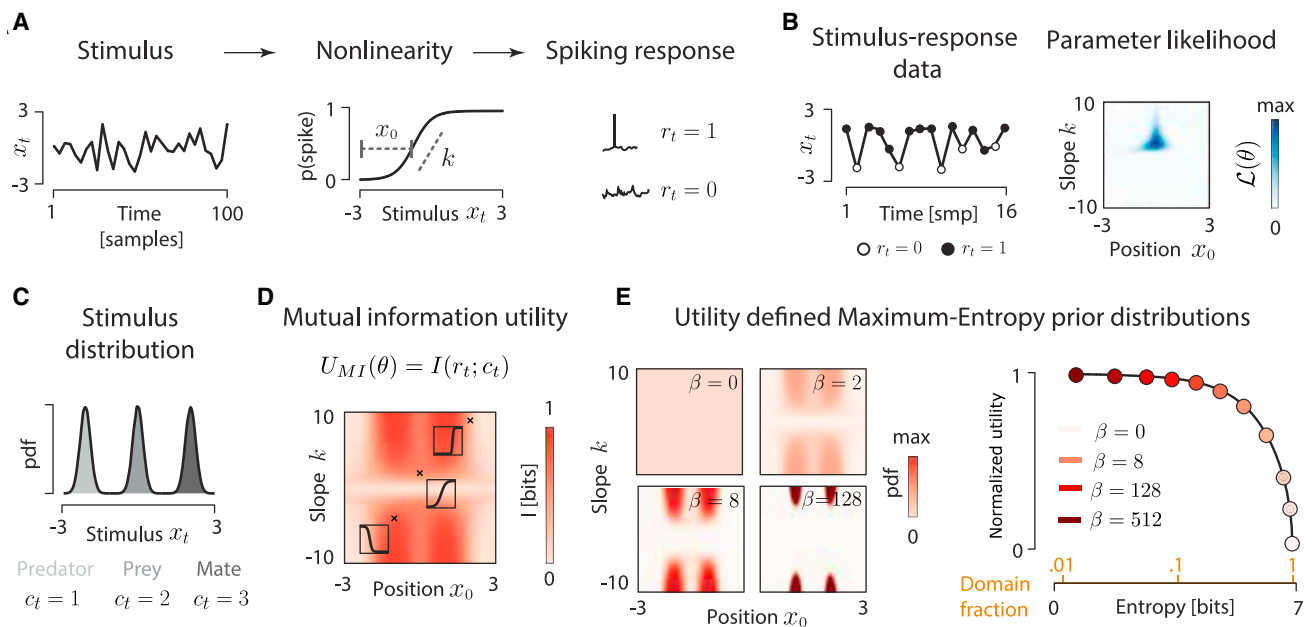 A
Stimulus
Nonlinearity
Spiking response
3
x_t
-3
1
Time
100
[samples]
1
p(spike)
0
x_0
k
-3
Stimulus x_t
3
r_t = 1
r_t = 0
B
Stimulus-response
data
3
x_t
-3
1
Time [smp]
16
r_t = 0
r_t = 1
Parameter likelihood
10
Slope k
-10
-3
3
Position x_0
max
ℒ(θ)
0
C
Stimulus
distribution
pdf
-3
Stimulus x_t
3
Predator
Prey
Mate
c_t = 1
c_t = 2
c_t = 3
D
Mutual information utility
U_{MI}(θ) = I(r_t; c_t)
10
Slope k
-10
-3
Position x_0
3
1
I [bits]
0
E
Utility defined Maximum-Entropy prior distributions
10
β = 0
β = 2
Slope k
β = 8
β=128
-10
-3
Position x_0
3
max
pdf
0
1
Normalized utility
0
β = 0
β = 8
β = 128
β = 512
.01
.1
1
Domain
fraction
0
Entropy [bits]
7